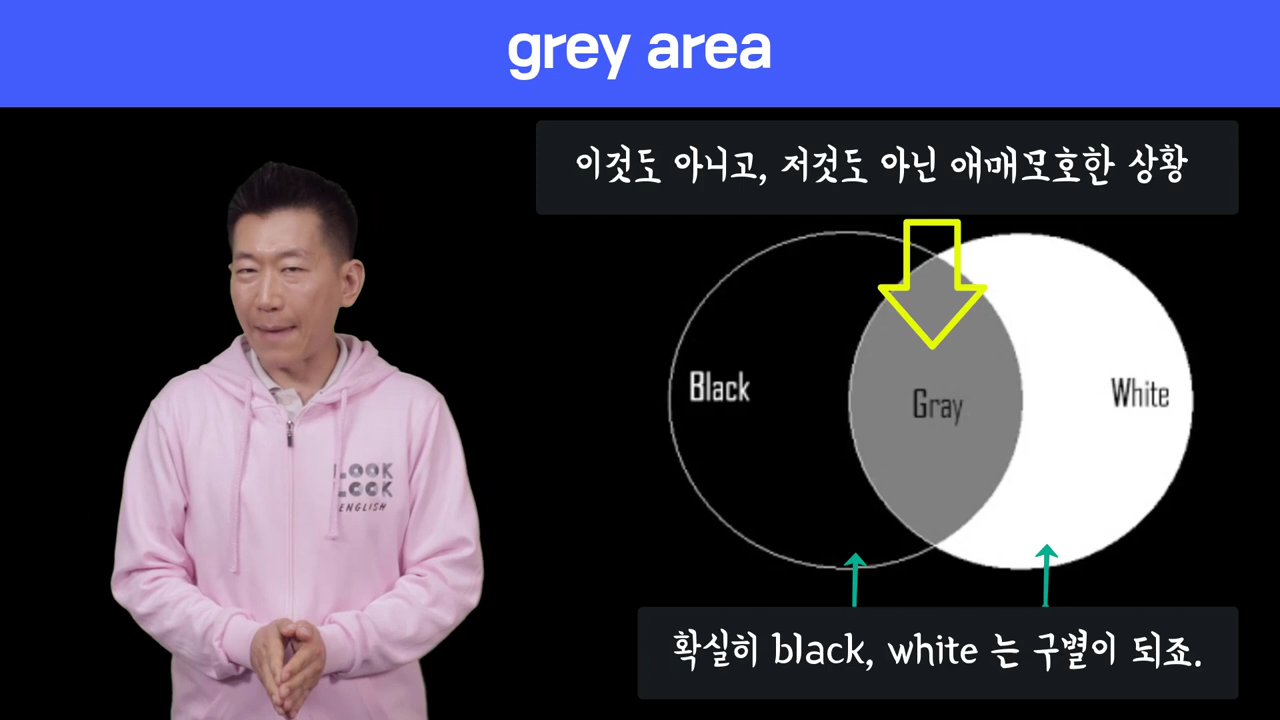 grey area
이것도 아니고, 저것도 아닌 애매모호한 상황
Black
Gray
White
LOOK
LOOK
ENGLISH
확실히 black, white 는 구별이 되죠.